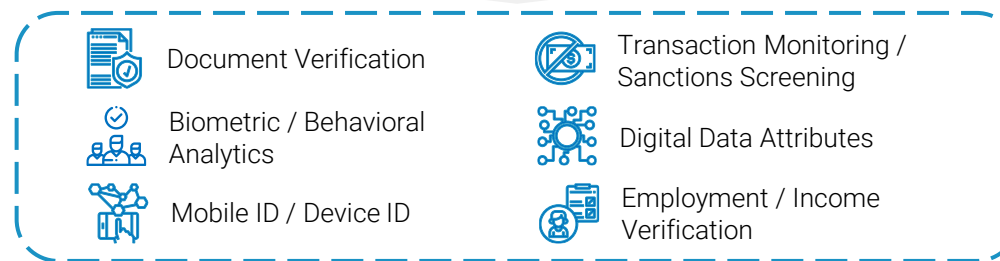 Document Verification
Biometric / Behavioral
Analytics
Mobile ID / Device ID
Transaction Monitoring /
Sanctions Screening
Digital Data Attributes
Employment / Income
Verification